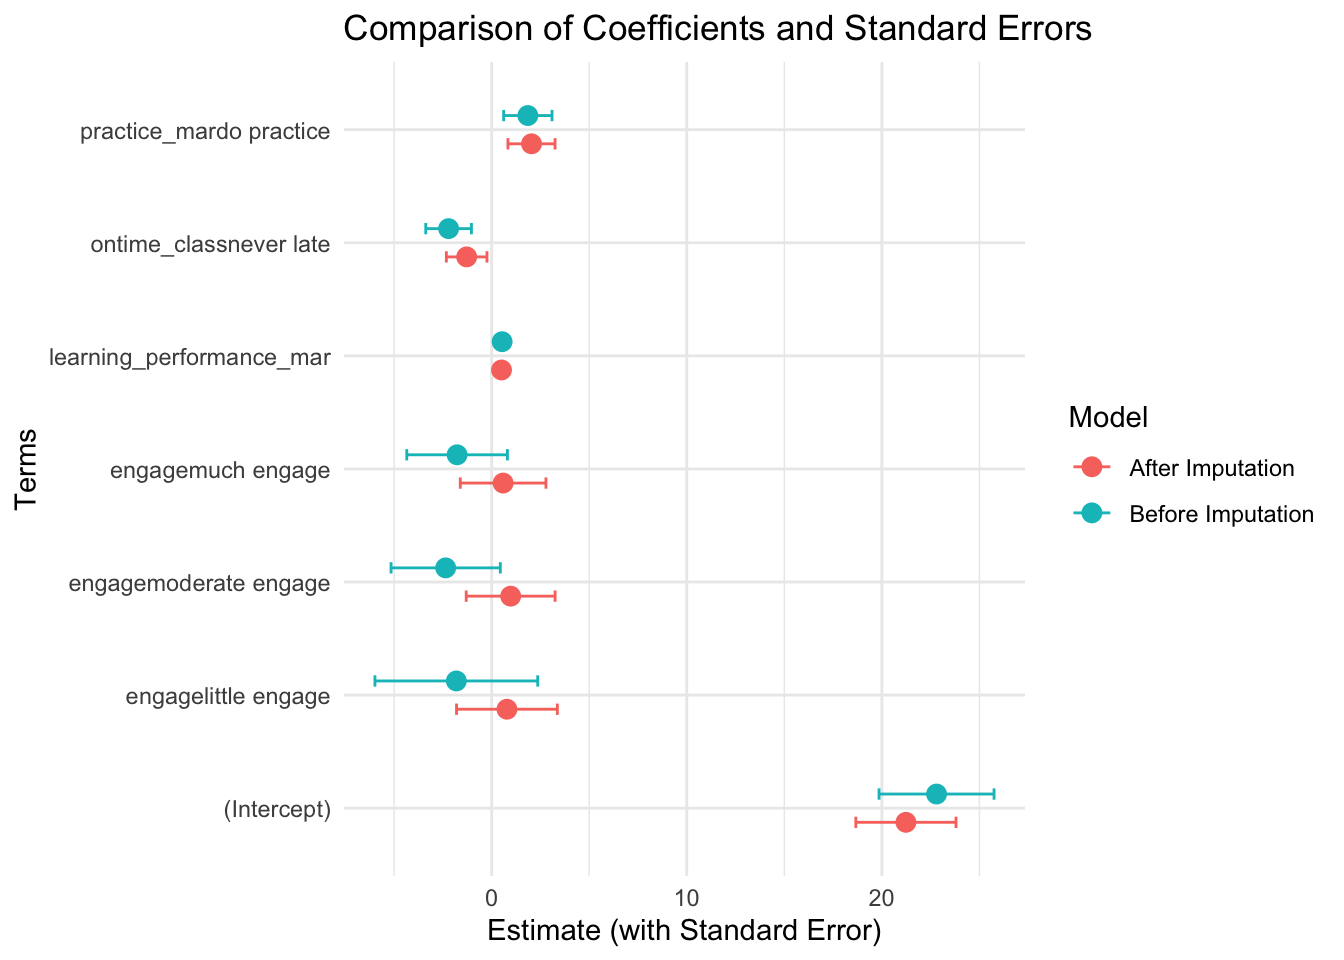 Comparison of Coefficients and Standard Errors
practice_mardo practice
ontime_classnever late
learning_performance_mar
engagemuch engage
engagemoderate engage
engagelittle engage
(Intercept)
Terms
0 10 20
Estimate (with Standard Error)
Model
After Imputation
Before Imputation